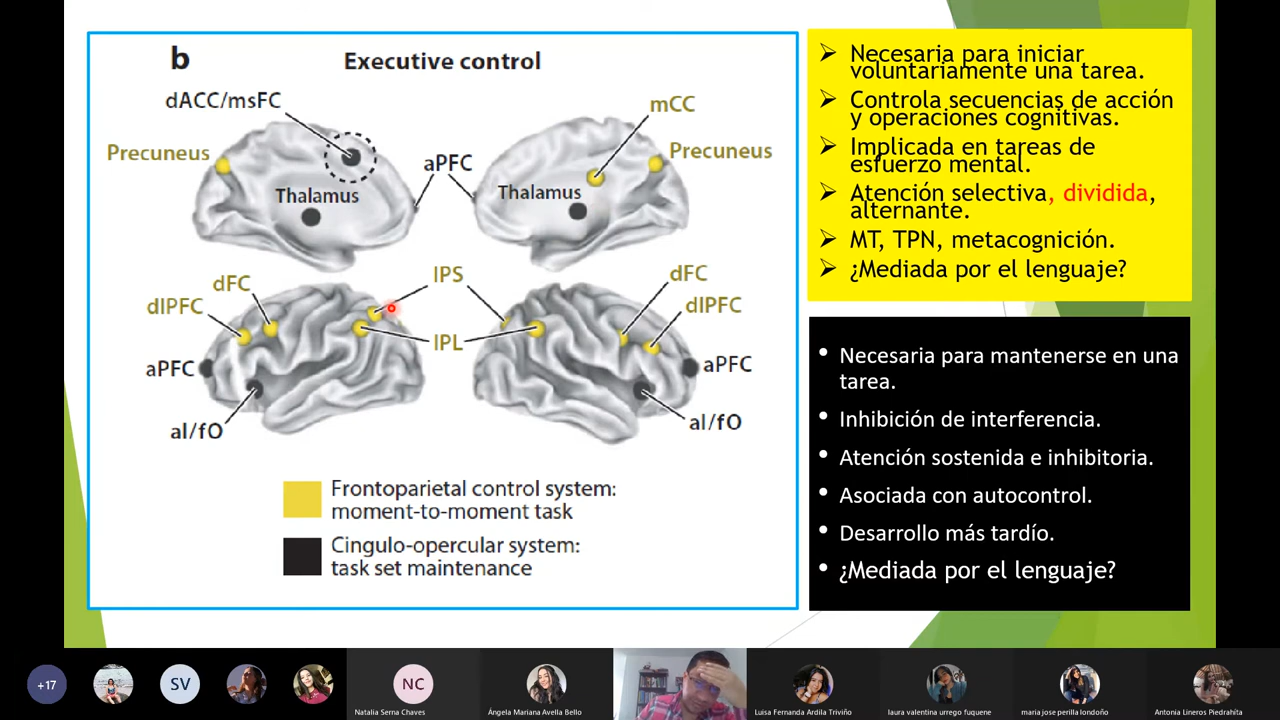 b
Executive control
dACC/msFC
mCC
Precuneus
aPFC
Precuneus
Thalamus
Thalamus
IPS
dFC
dFC
dlPFC
dlPFC
IPL
aPFC
aPFC
aI/fO
aI/fO
Frontoparietal control system:
moment-to-moment task
Cingulo-opercular system:
task set maintenance
➢ Necesaria para iniciar
voluntariamente una tarea.
➢ Controla secuencias de acción
y operaciones cognitivas.
➢ Implicada en tareas de
esfuerzo mental.
➢ Atención selectiva, dividida,
alternante.
➢ MT, TPN, metacognición.
➢ ¿Mediada por el lenguaje?
• Necesaria para mantenerse en una
tarea.
• Inhibición de interferencia.
• Atención sostenida e inhibitoria.
• Asociada con autocontrol.
• Desarrollo más tardío.
• ¿Mediada por el lenguaje?
+17
SV
NC
Natalia Serna Chaves
Ángela Mariana Avella Bello
Luisa Fernanda Ardila Triviño
laura valentina urrego fuquene
maria jose perilla londoño
Antonia Lineros Piedrahíta